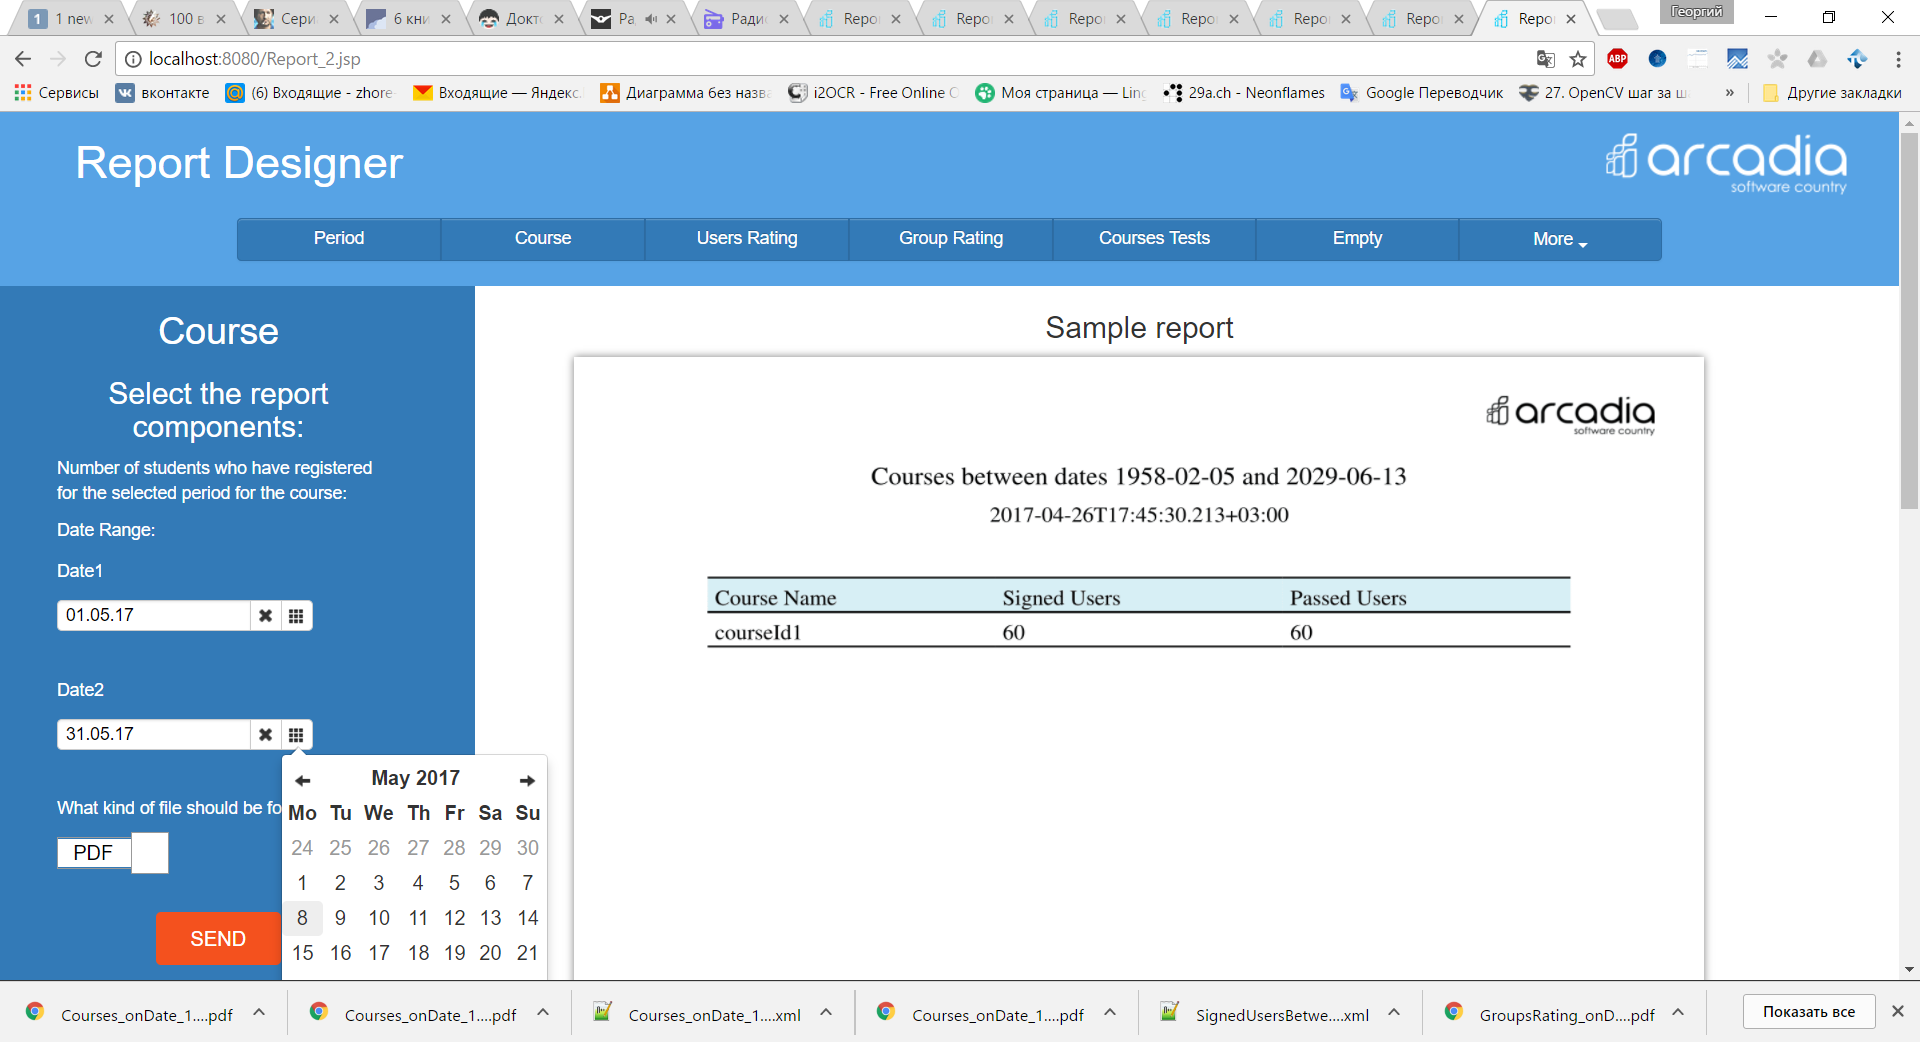 1 new
100 в
Сери
6 кни
Докт
Ра
Ради
Repo
Repo
Repo
Repo
Repo
Repo
Repo
Георгий
localhost:8080/Report_2.jsp
ABP
Сервисы
вконтакте
(6) Входящие - zhore
Входящие — Яндекс.
Диаграмма без назва
i2OCR - Free Online
Моя страница — Lin
29a.ch - Neonflames
Google Переводчик
27. OpenCV шаг за ш
»
Другие закладки
Report Designer
arcadia
software country
Period
Course
Users Rating
Group Rating
Courses Tests
Empty
More
Course
Select the report
components:
Number of students who have registered
for the selected period for the course:
Date Range:
Date1
01.05.17
Date2
31.05.17
What kind of file should be fo
PDF
SEND
May 2017
Mo Tu We Th Fr Sa Su
24 25 26 27 28 29 30
1 2 3 4 5 6 7
8 9 10 11 12 13 14
15 16 17 18 19 20 21
Sample report
arcadia
software country
Courses between dates 1958-02-05 and 2029-06-13
2017-04-26T17:45:30.213+03:00
Course Name Signed Users Passed Users
courseId1 60 60
Courses_onDate_1....pdf
Courses_onDate_1....pdf
Courses_onDate_1....xml
Courses_onDate_1....pdf
SignedUsersBetwe....xml
GroupsRating_onD....pdf
Показать все